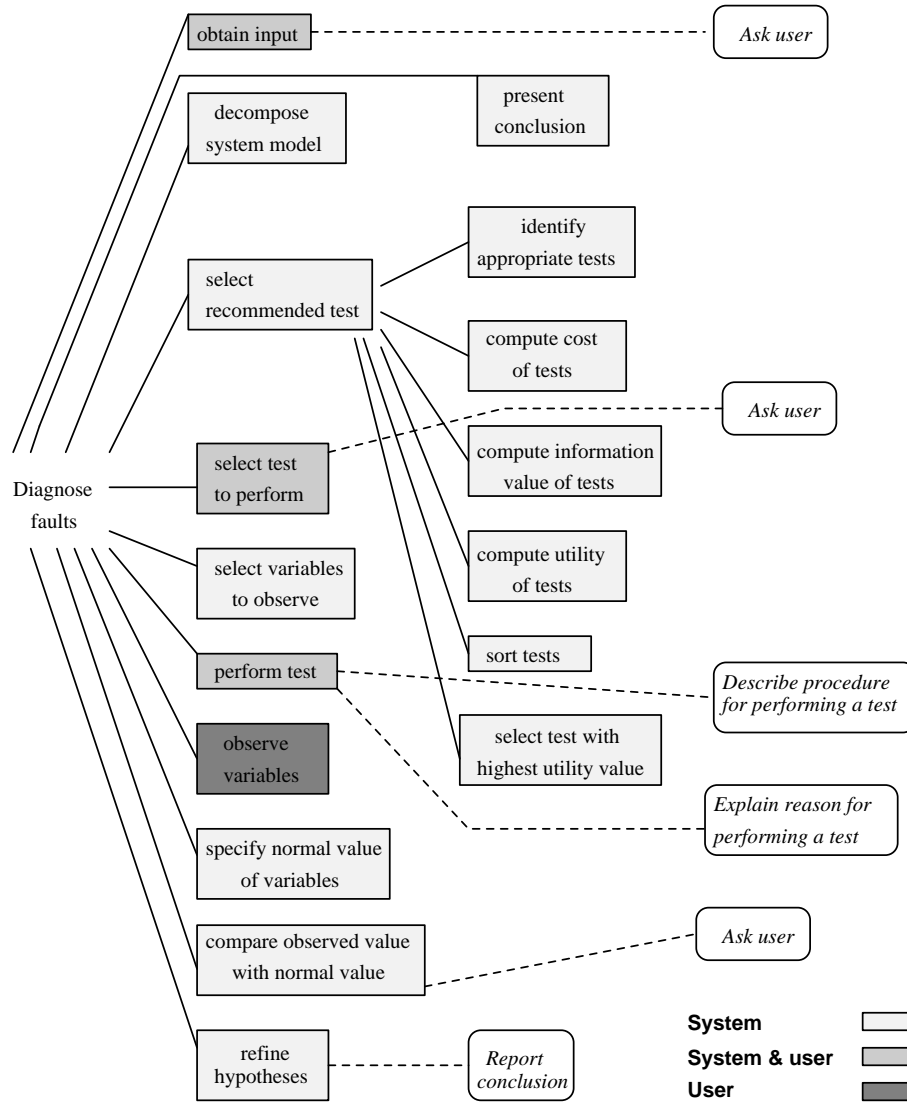 obtain input
Ask user
decompose
system model
present
conclusion
identify
appropriate tests
select
recommended test
compute cost
of tests
Ask user
select test
to perform
compute information
value of tests
Diagnose
faults
compute utility
of tests
select variables
to observe
sort tests
perform test
Describe procedure
for performing a test
observe
variables
select test with
highest utility value
Explain reason for
performing a test
specify normal value
of variables
compare observed value
with normal value
Ask user
refine
hypotheses
Report
conclusion
System
System & user
User